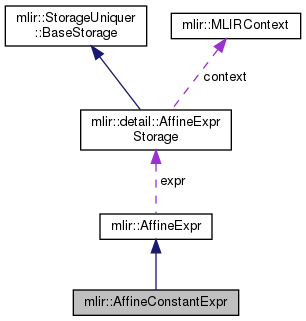 mlir::StorageUniquer
::BaseStorage
mlir::MLIRContext
context
mlir::detail::AffineExpr
Storage
expr
mlir::AffineExpr
mlir::AffineConstantExpr